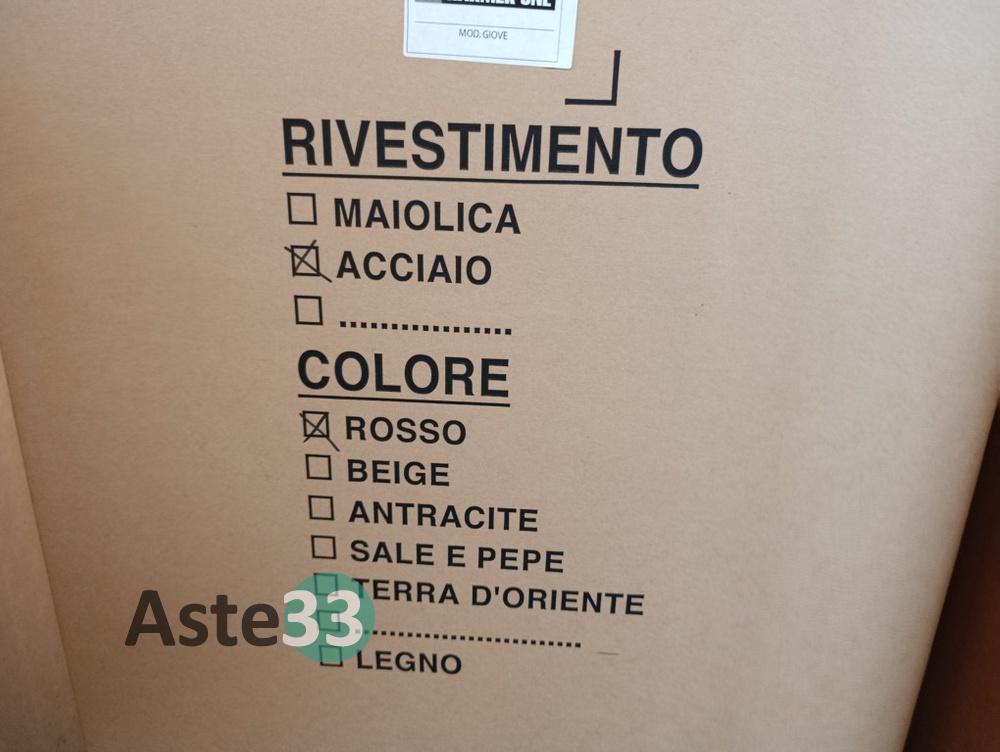 MOD. GIOVE
RIVESTIMENTO
MAIOLICA
ACCIAIO
.................
COLORE
ROSSO
BEIGE
ANTRACITE
SALE E PEPE
TERRA D'ORIENTE
Aste33
..........................
LEGNO